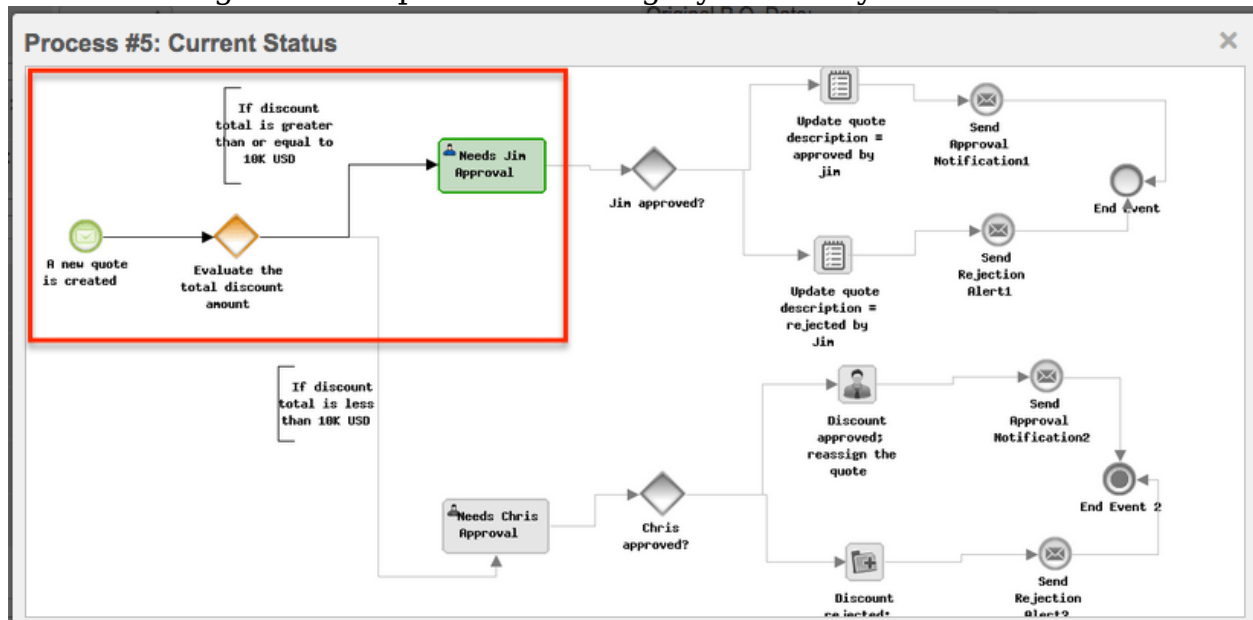 Process #5: Current Status
If discount
total is greater
than or equal to
10K USD
Needs Jim
Approval
A new quote
is created
Evaluate the
total discount
amount
Jim approved?
Update quote
description =
approved by
jim
Send
Approval
Notification1
End Event
Update quote
description =
rejected by
Jim
Send
Rejection
Alert1
If discount
total is less
than 10K USD
Needs Chris
Approval
Chris
approved?
Discount
approved;
reassign the
quote
Send
Approval
Notification2
End Event 2
Discount
rejected;
Send
Rejection
Alert2